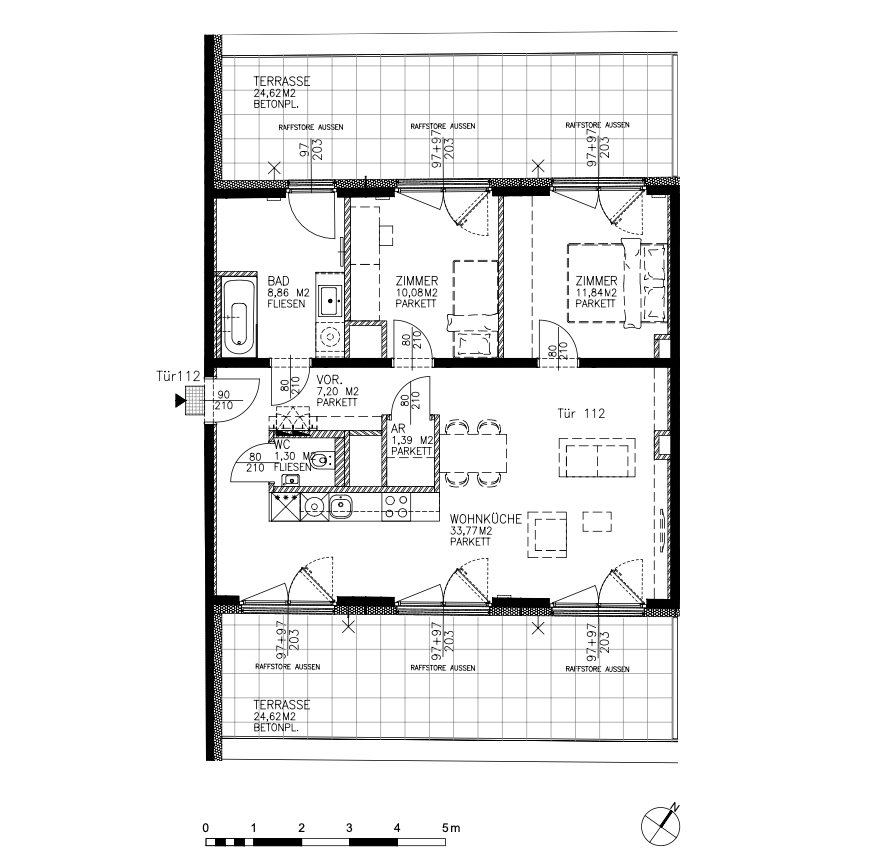 TERRASSE
24,62M2
BETONPL.
RAFFSTORE AUSSEN
RAFFSTORE AUSSEN
RAFFSTORE AUSSEN
97
203
97+97
203
97+97
203
BAD
8,86 M2
FLIESEN
ZIMMER
10,08M2
PARKETT
ZIMMER
11,84M2
PARKETT
80
210
80
210
80
210
Tür112
90
210
VOR.
7,20 M2
PARKETT
80
210
AR
1,39 M2
PARKETT
Tür 112
WC
1,30 M2
FLIESEN
80
210
WOHNKÜCHE
33,77M2
PARKETT
97+97
203
97+97
203
97+97
203
RAFFSTORE AUSSEN
RAFFSTORE AUSSEN
RAFFSTORE AUSSEN
TERRASSE
24,62M2
BETONPL.
0 1 2 3 4 5m
N